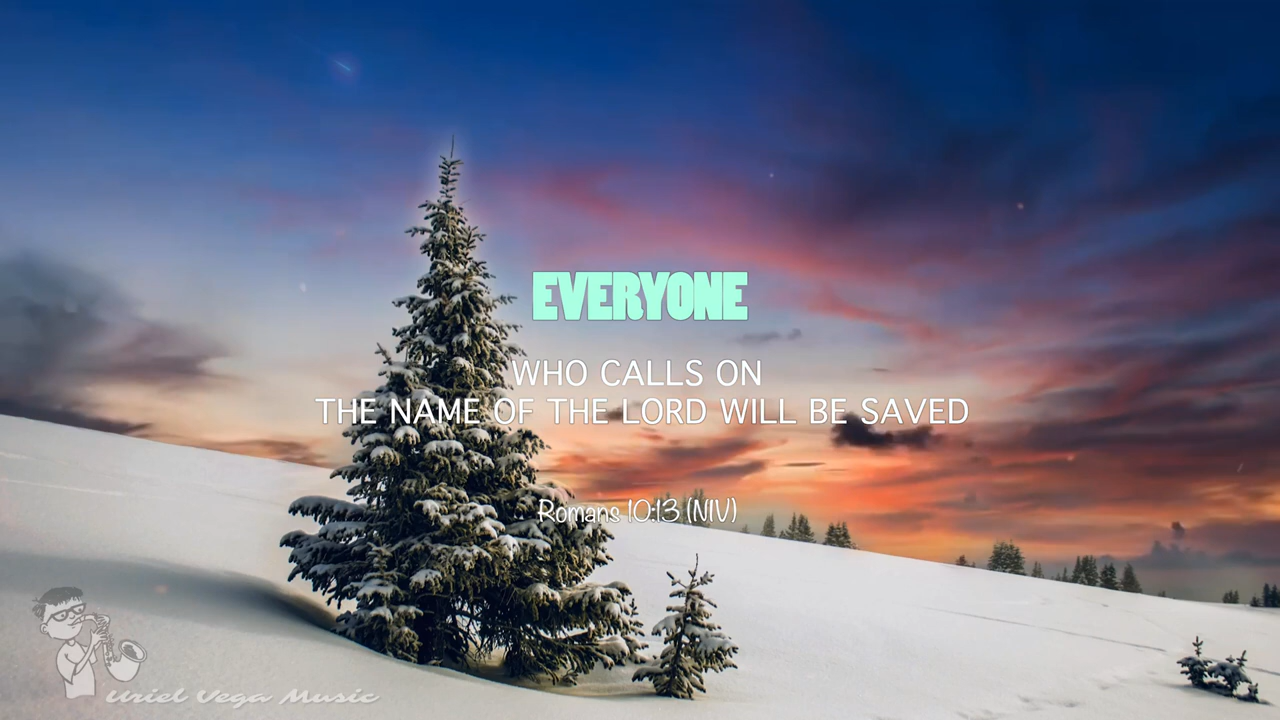 EVERYONE
WHO CALLS ON
THE NAME OF THE LORD WILL BE SAVED
Romans 10:13 (NIV)
Uriel Vega Music